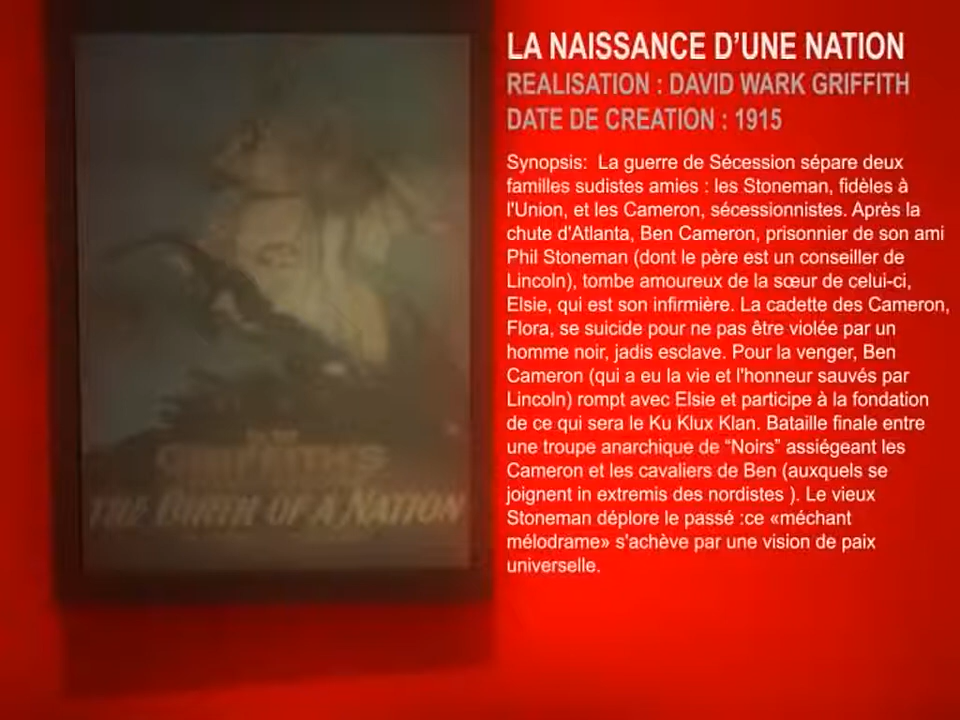 LA NAISSANCE D'UNE NATION
REALISATION : DAVID WARK GRIFFITH
DATE DE CREATION : 1915
Synopsis:  La guerre de Sécession sépare deux
familles sudistes amies : les Stoneman, fidèles à
l'Union, et les Cameron, sécessionnistes. Après la
chute d'Atlanta, Ben Cameron, prisonnier de son ami
Phil Stoneman (dont le père est un conseiller de
Lincoln), tombe amoureux de la sœur de celui-ci,
Elsie, qui est son infirmière. La cadette des Cameron,
Flora, se suicide pour ne pas être violée par un
homme noir, jadis esclave. Pour la venger, Ben
Cameron (qui a eu la vie et l'honneur sauvés par
Lincoln) rompt avec Elsie et participe à la fondation
de ce qui sera le Ku Klux Klan. Bataille finale entre
une troupe anarchique de “Noirs” assiégeant les
Cameron et les cavaliers de Ben (auxquels se
joignent in extremis des nordistes ). Le vieux
Stoneman déplore le passé :ce «méchant
mélodrame» s'achève par une vision de paix
universelle.
GRIFFITH'S
THE BIRTH OF A NATION